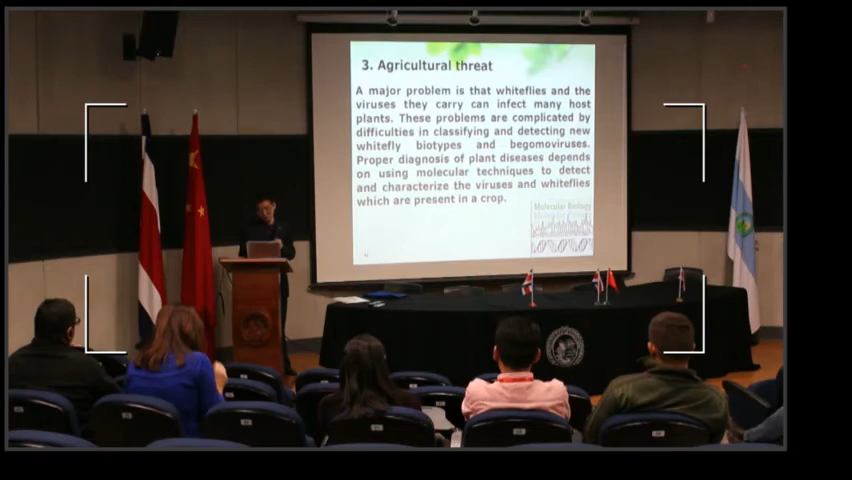 3. Agricultural threat
A major problem is that whiteflies and the
viruses they carry can infect many host
plants. These problems are complicated by
difficulties in classifying and detecting new
whitefly biotypes and begomoviruses.
Proper diagnosis of plant diseases depends
on using molecular techniques to detect
and characterize the viruses and whiteflies
which are present in a crop.
Molecular Biology